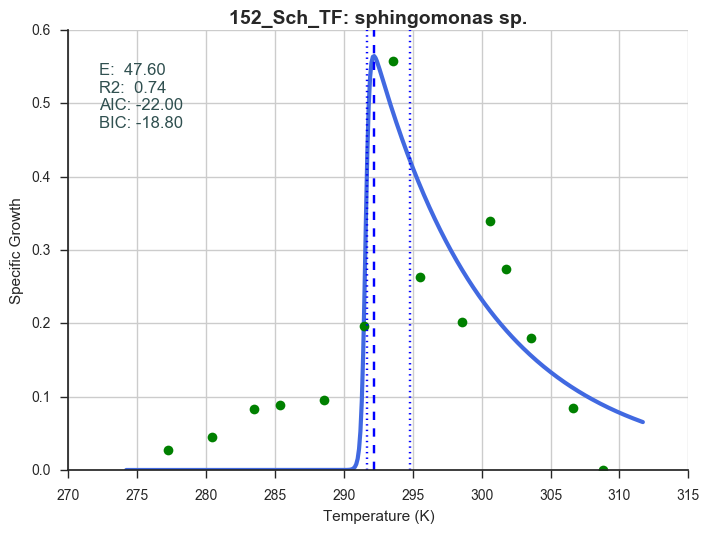 152_Sch_TF: sphingomonas sp.
E:  47.60
R2:  0.74
AIC: -22.00
BIC: -18.80
Specific Growth
0.6
0.5
0.4
0.3
0.2
0.1
0.0
270 275 280 285 290 295 300 305 310 315
Temperature (K)